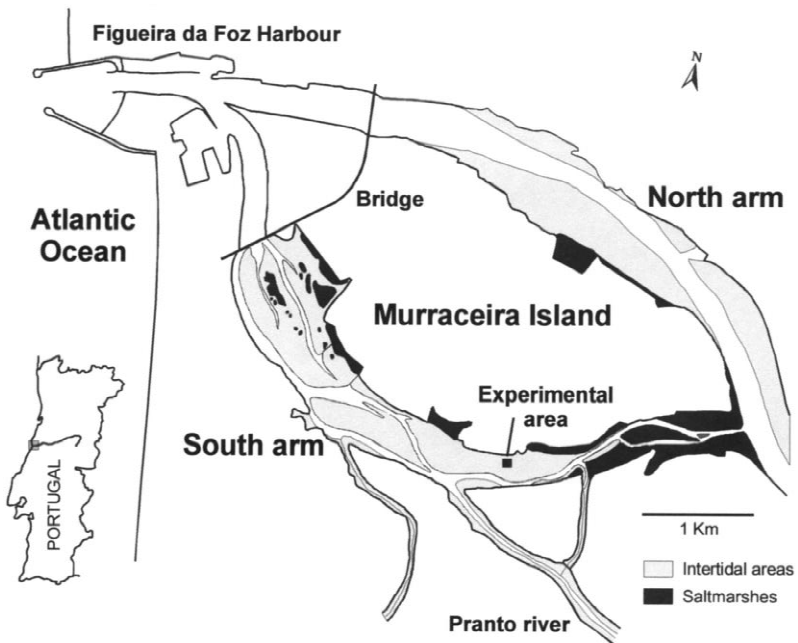 Figueira da Foz Harbour
N
Bridge
North arm
Atlantic
Ocean
Murraceira Island
Experimental
area
South arm
PORTUGAL
1 Km
Intertidal areas
Saltmarshes
Pranto river